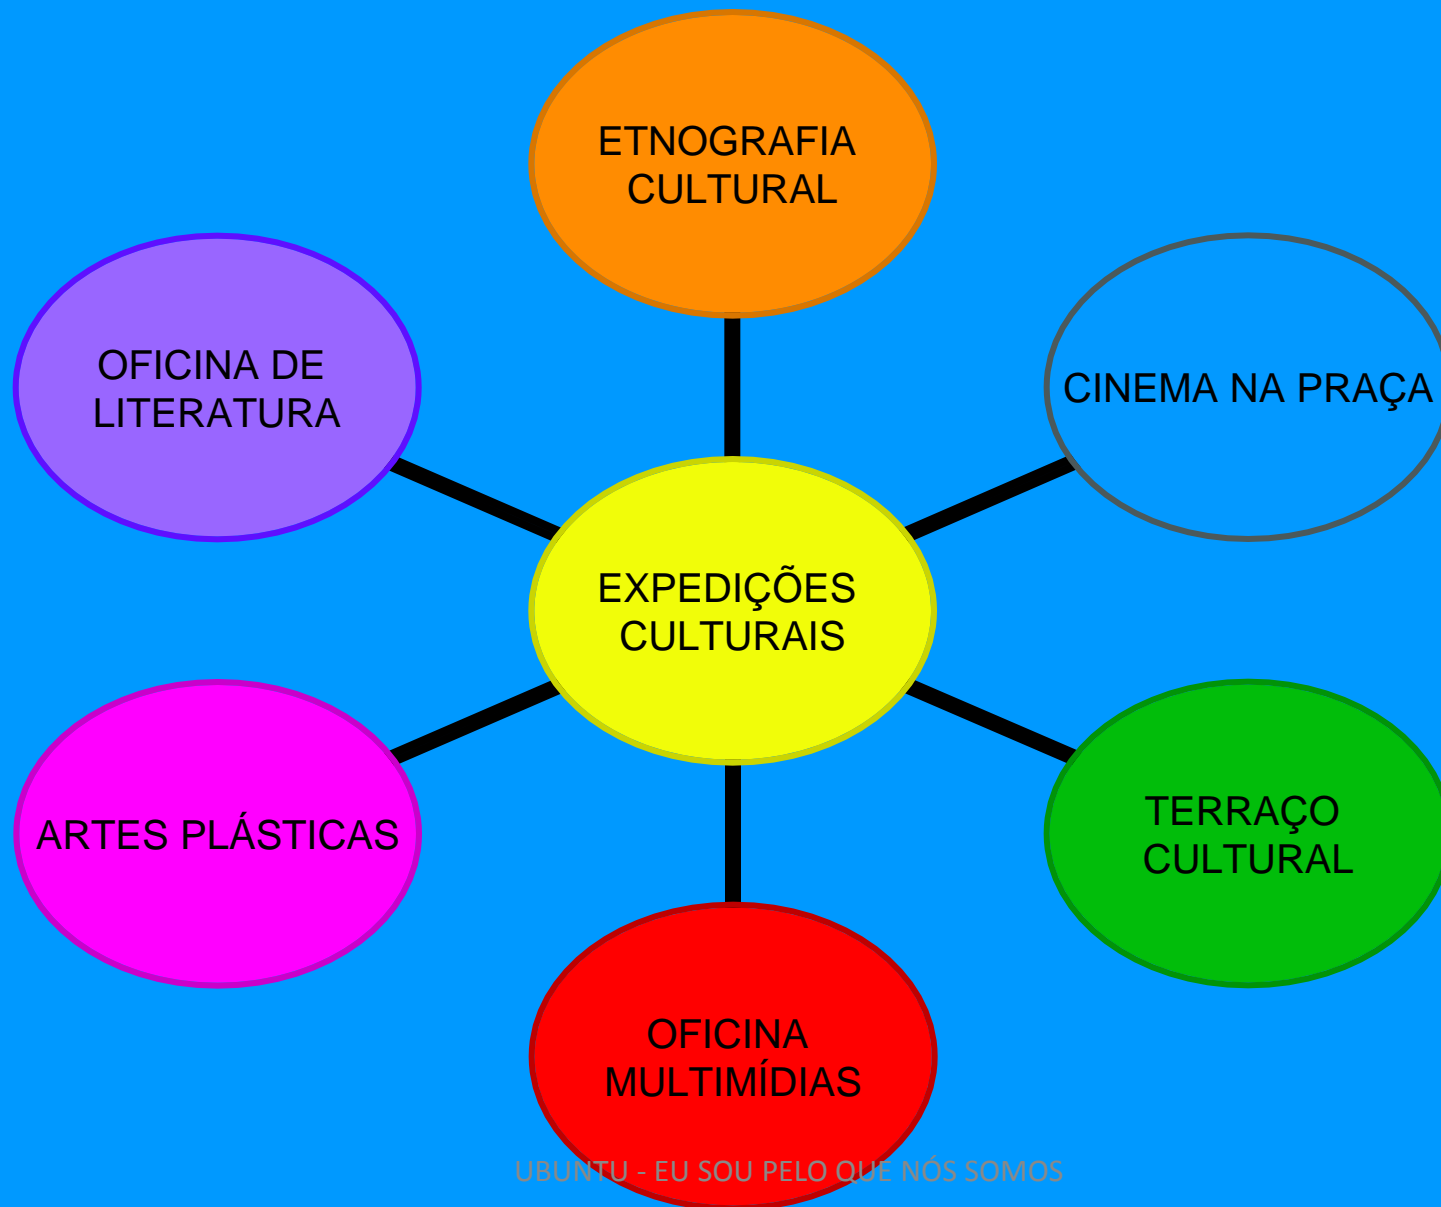 ETNOGRAFIA
CULTURAL
OFICINA DE
LITERATURA
CINEMA NA PRAÇA
EXPEDIÇÕES
CULTURAIS
ARTES PLÁSTICAS
TERRAÇO
CULTURAL
OFICINA
MULTIMÍDIAS
UBUNTU - EU SOU PELO QUE NÓS SOMOS